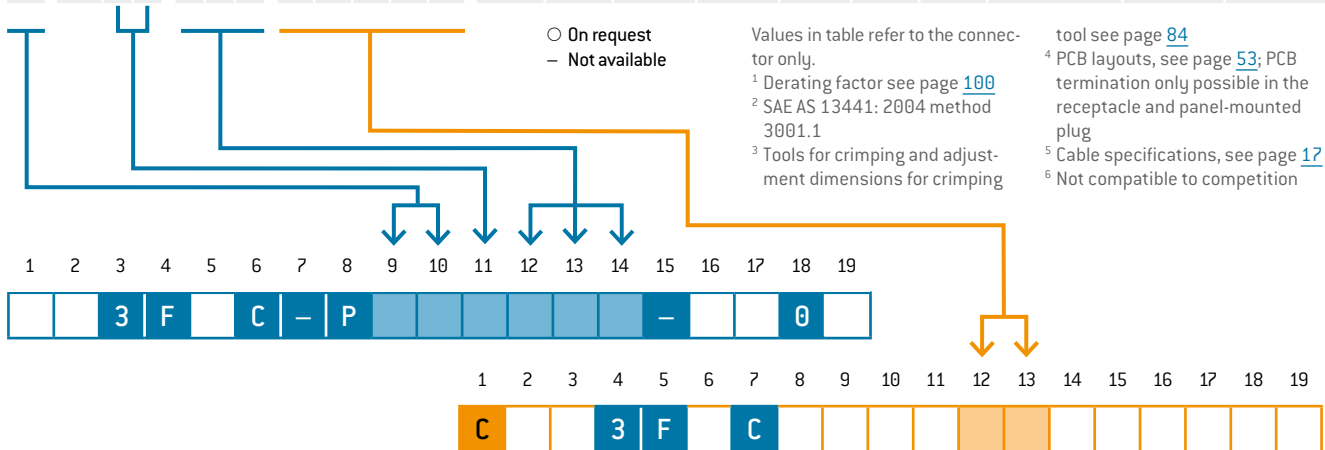 ○ On request
– Not available
Values in table refer to the connec-
tor only.
¹ Derating factor see page 100
² SAE AS 13441: 2004 method
3001.1
³ Tools for crimping and adjust-
ment dimensions for crimping
tool see page 84
⁴ PCB layouts, see page 53; PCB
termination only possible in the
receptacle and panel-mounted
plug
⁵ Cable specifications, see page 17
⁶ Not compatible to competition
1 2 3 4 5 6 7 8 9 10 11 12 13 14 15 16 17 18 19
3 F C – P – 0
1 2 3 4 5 6 7 8 9 10 11 12 13 14 15 16 17 18 19
C 3 F C